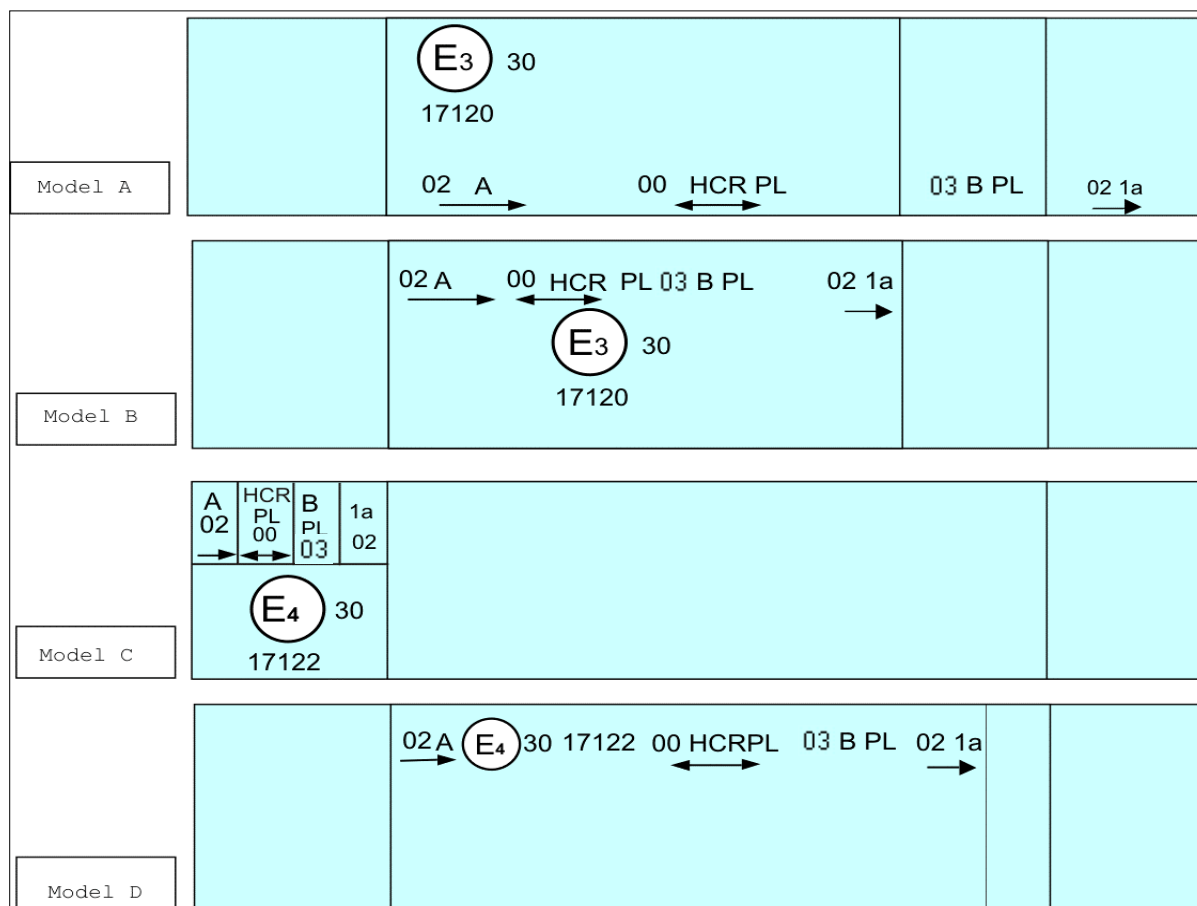 E3 30
17120
Model A
02 A 00 HCR PL 03 B PL 02 1a
02 A 00 HCR PL 03 B PL 02 1a
E3 30
17120
Model B
A HCR B 1a
02 PL PL 02
00 03
E4 30
17122
Model C
02 A E4 30 17122 00 HCRPL 03 B PL 02 1a
Model D